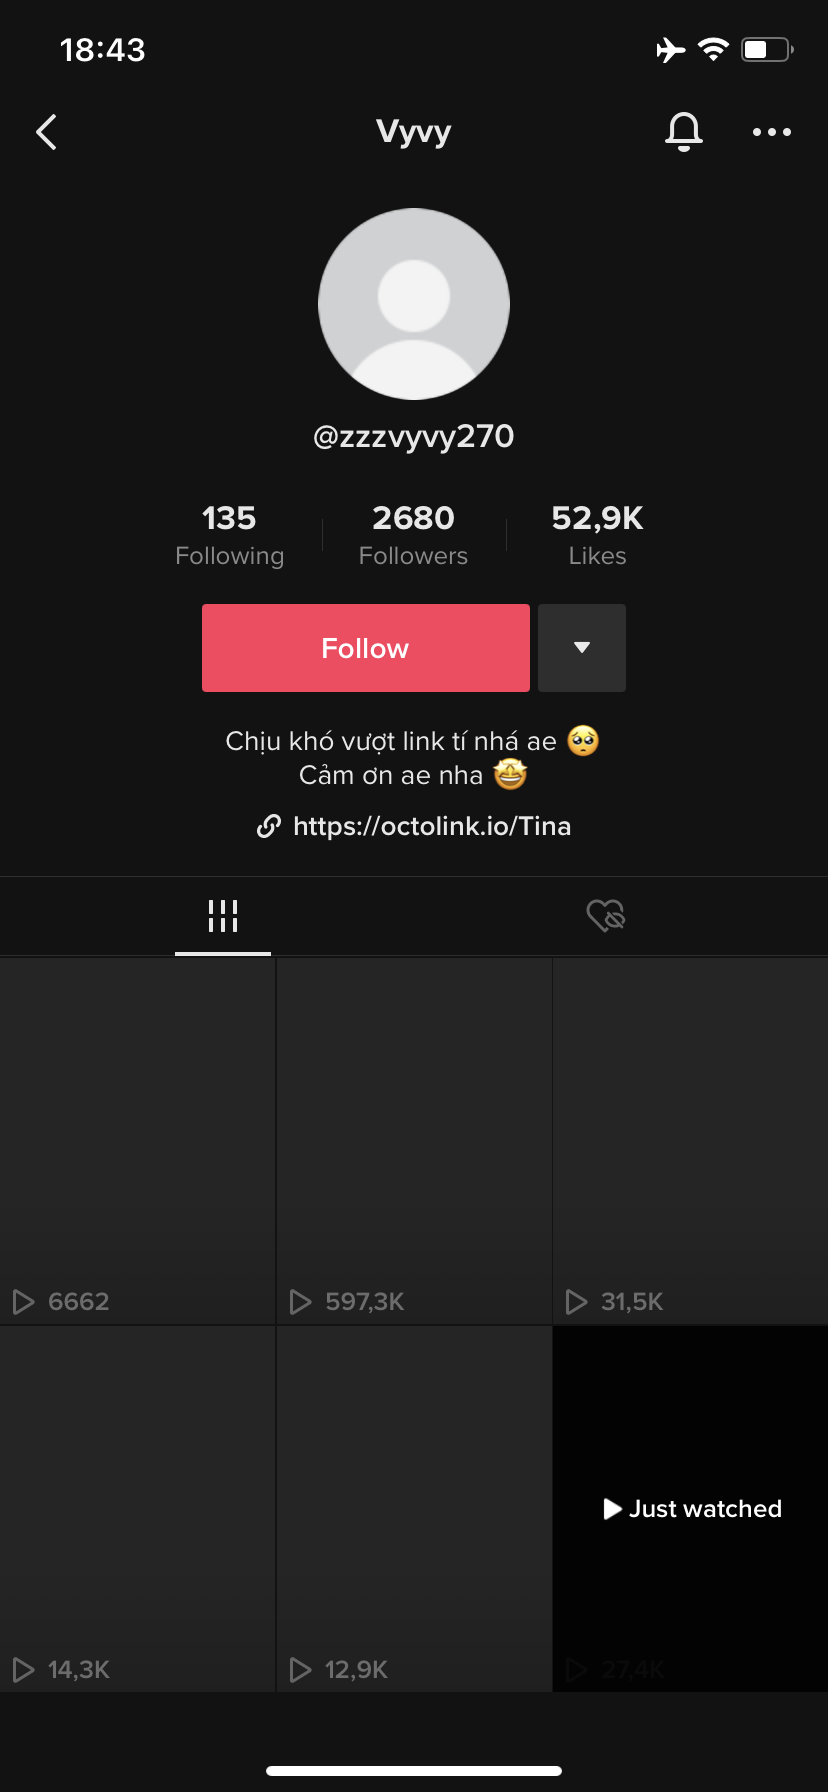 18:43
Vyvy
@zzzvyvy270
135 2680 52,9K
Following Followers Likes
Follow
Chịu khó vượt link tí nhá ae 🥺
Cảm ơn ae nha 🤩
https://octolink.io/Tina
6662 597,3K 31,5K
Just watched
14,3K 12,9K 27,4K